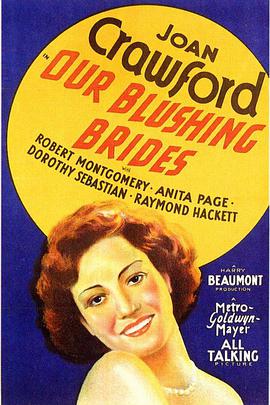 JOAN
Crawford
IN
OUR BLUSHING
BRIDES
WITH
ROBERT MONTGOMERY · ANITA PAGE ·
DOROTHY SEBASTIAN · RAYMOND HACKETT
A
HARRY
BEAUMONT
PRODUCTION
A
Metro-
Goldwyn-
Mayer
ALL
TALKING
PICTURE